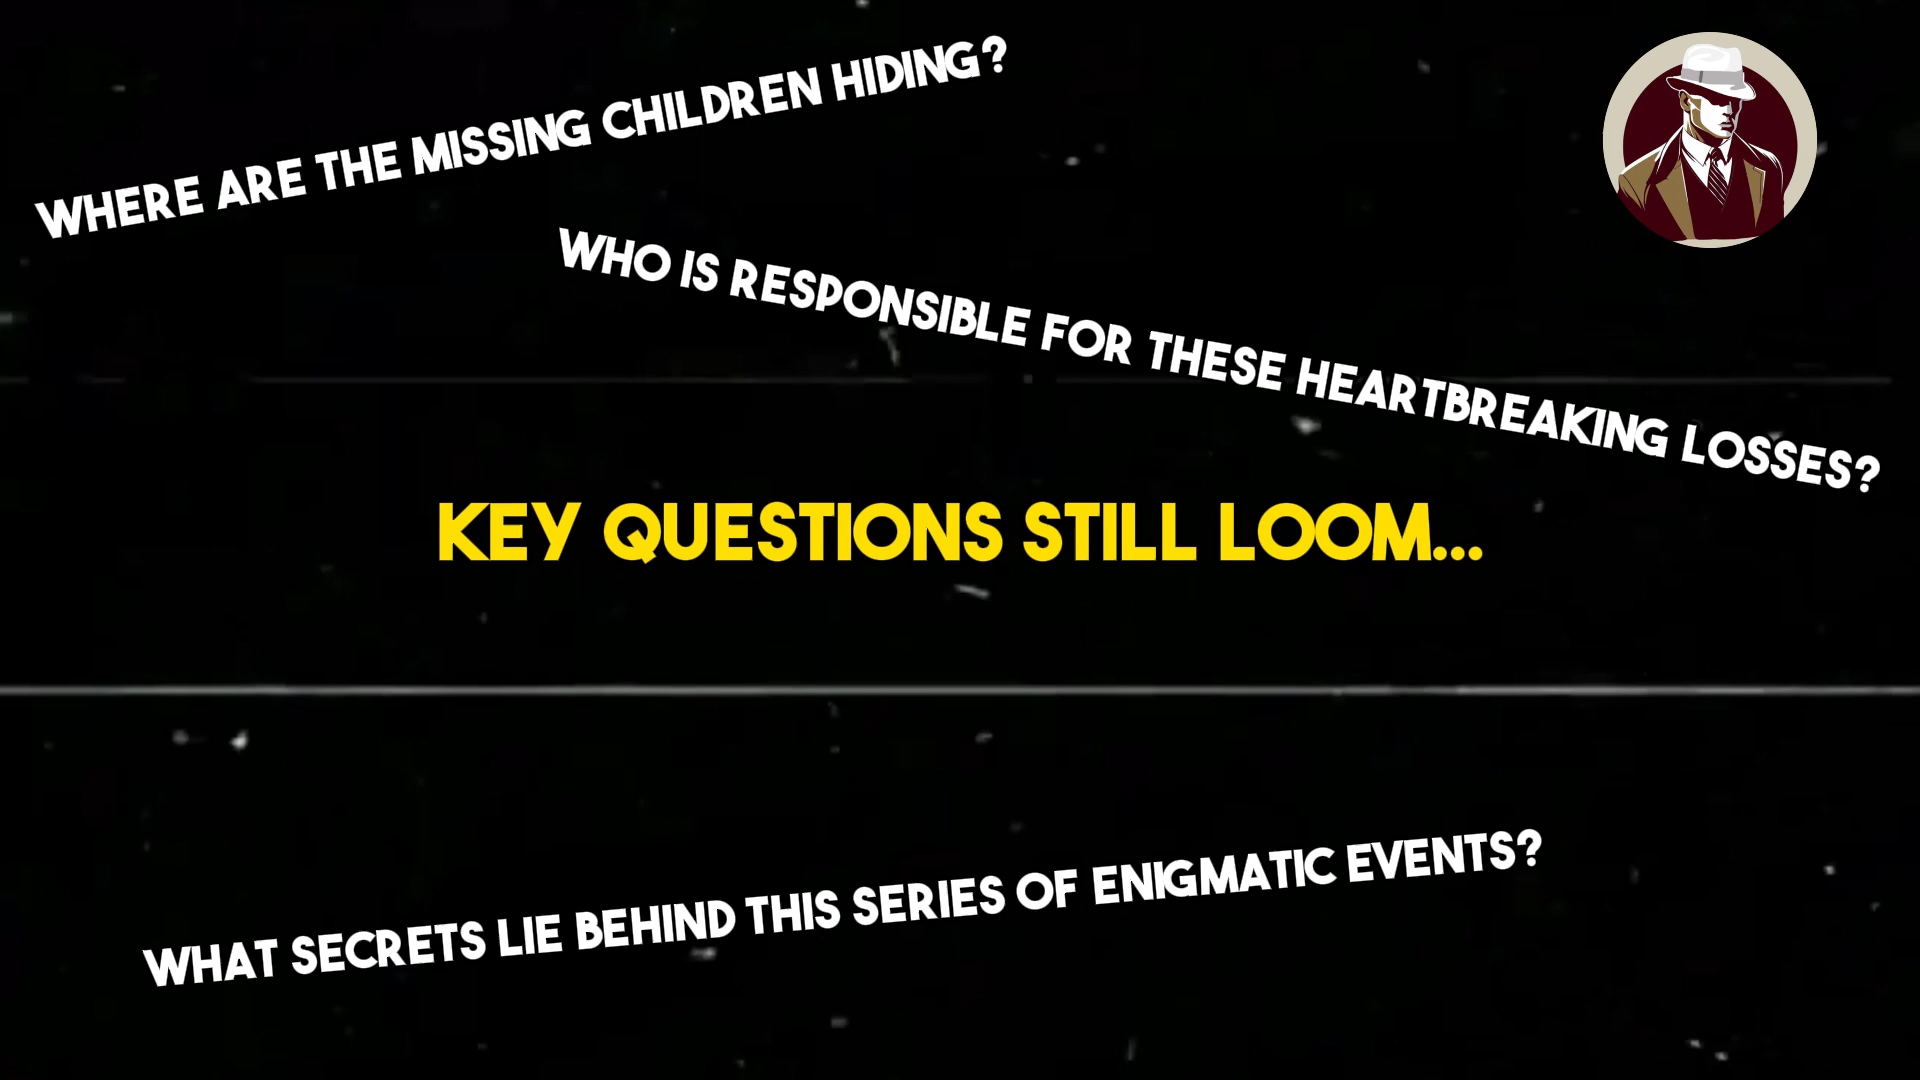 WHERE ARE THE MISSING CHILDREN HIDING?
WHO IS RESPONSIBLE FOR THESE HEARTBREAKING LOSSES?
KEY QUESTIONS STILL LOOM...
WHAT SECRETS LIE BEHIND THIS SERIES OF ENIGMATIC EVENTS?